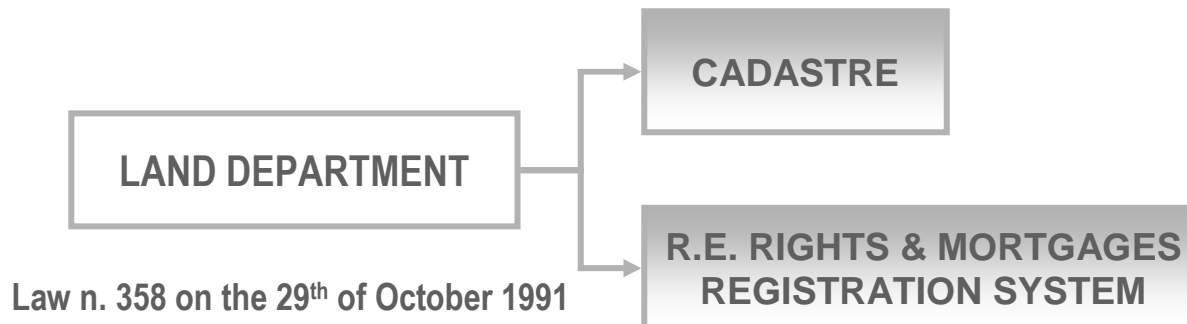 CADASTRE
LAND DEPARTMENT
R.E. RIGHTS & MORTGAGES
REGISTRATION SYSTEM
Law n. 358 on the 29th of October 1991